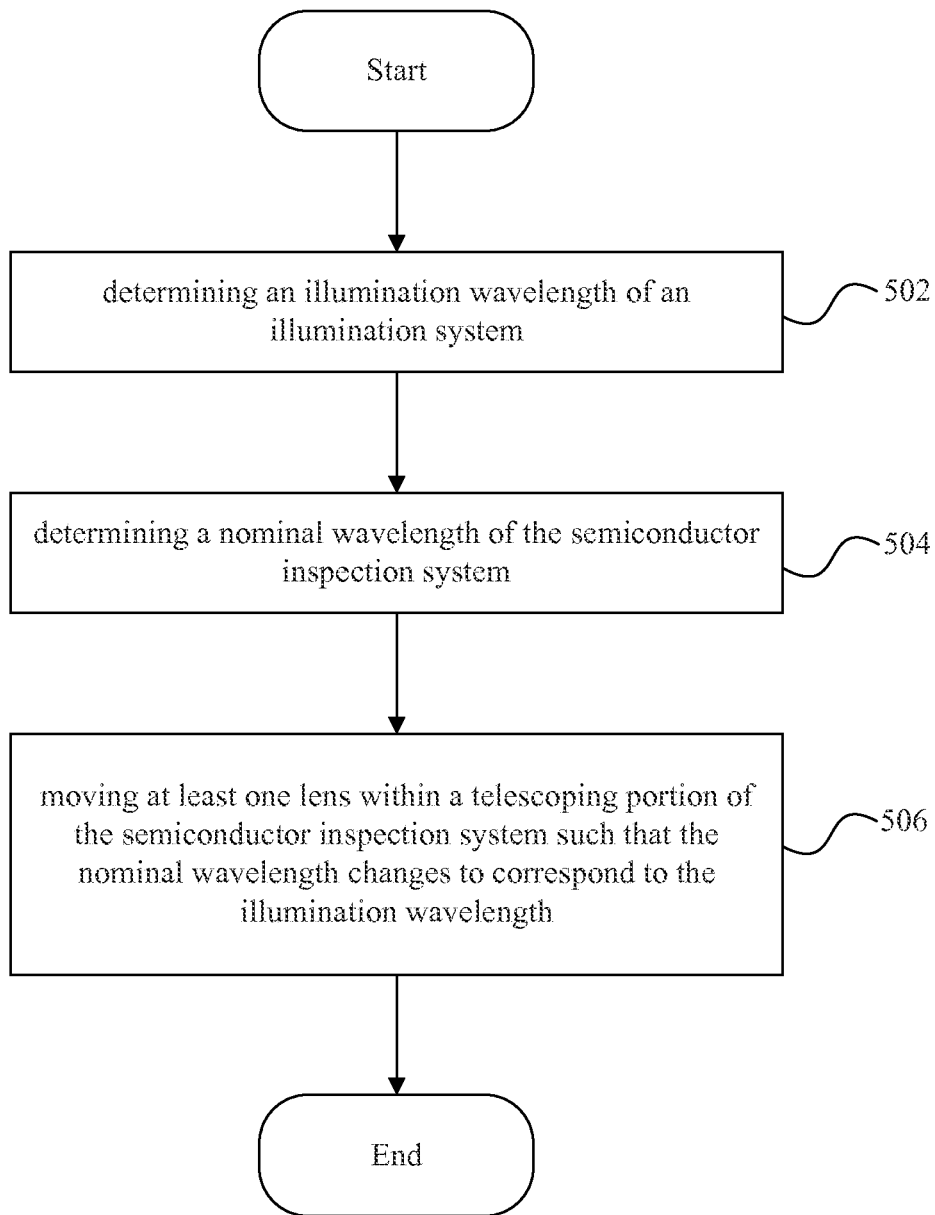 Start
determining an illumination wavelength of an
illumination system
502
determining a nominal wavelength of the semiconductor
inspection system
504
moving at least one lens within a telescoping portion of
the semiconductor inspection system such that the
nominal wavelength changes to correspond to the
illumination wavelength
506
End